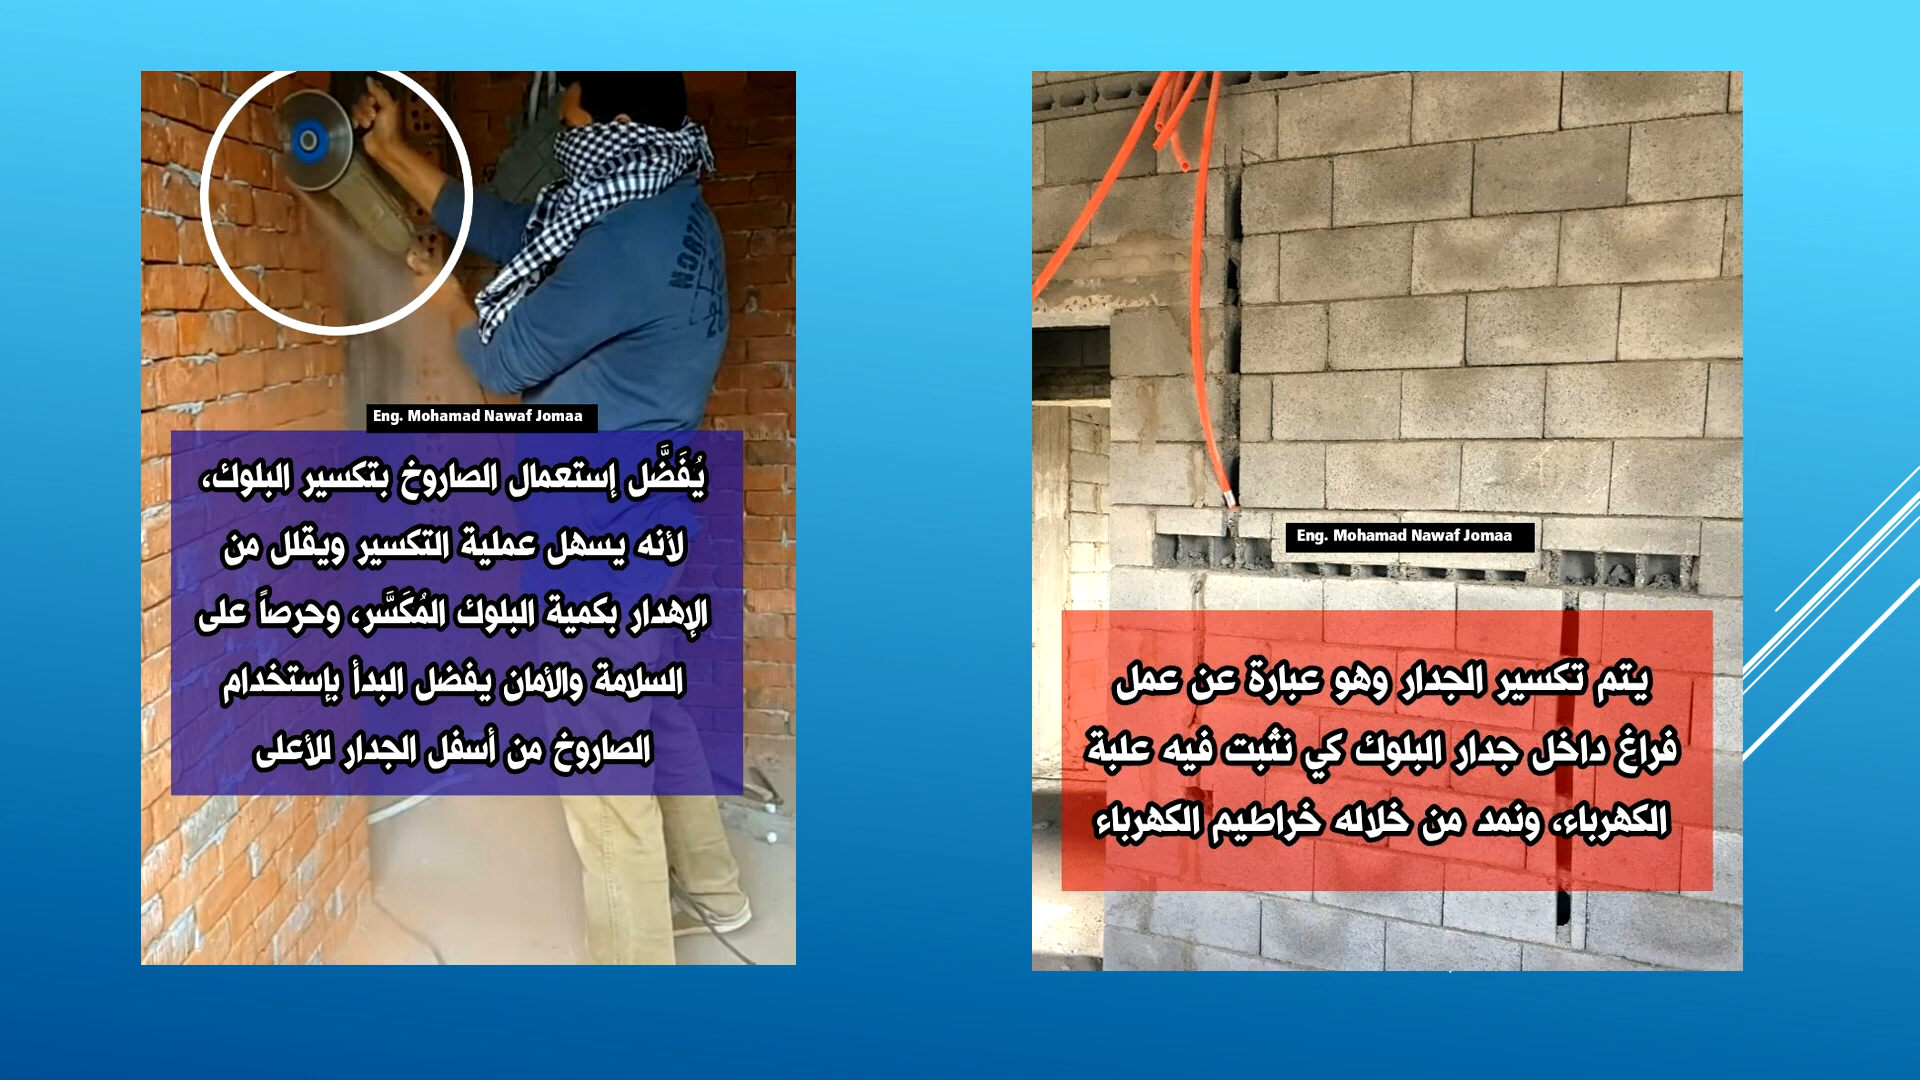 Eng. Mohamad Nawaf Jomaa
يتم تكسير الجدار وهو عبارة عن عمل
فراغ داخل جدار البلوك كي نثبت فيه علبة
الكهرباء، ونمد من خلاله خراطيم الكهرباء
Eng. Mohamad Nawaf Jomaa
يُفَضَّل إستعمال الصاروخ بتكسير البلوك،
لأنه يسهل عملية التكسير ويقلل من
الإهدار بكمية البلوك المُكَسَّر، وحرصاً على
السلامة والأمان يفضل البدأ بإستخدام
الصاروخ من أسفل الجدار للأعلى